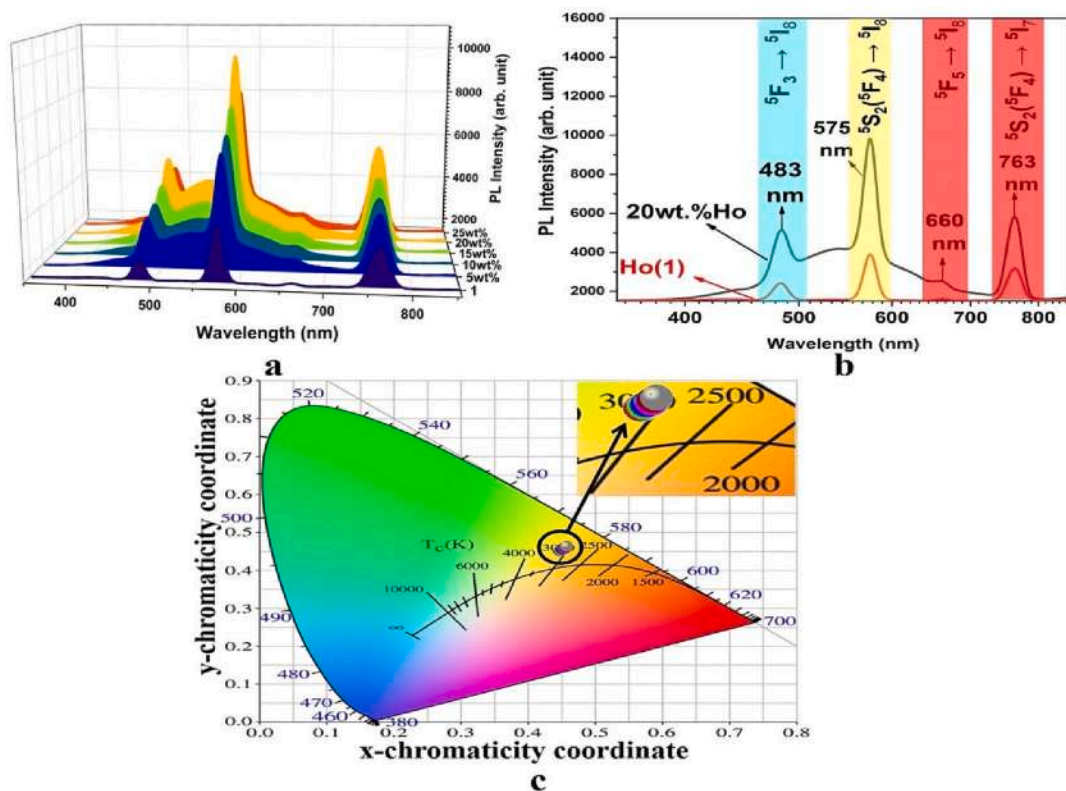 10000
8000
6000
4000
2000
PL Intensity (arb. unit)
25wt%
20wt%
15wt%
10wt%
5wt%
1
400 500 600 700 800
Wavelength (nm)
a
16000
14000
12000
10000
8000
6000
4000
2000
PL Intensity (arb. unit)
⁵F₃ → ⁵I₈
⁵S₂(⁵F₄) → ⁵I₈
⁵F₅ → ⁵I₈
⁵S₂(⁵F₄) → ⁵I₇
575
nm
483
nm
763
nm
660
nm
20wt.%Ho
Ho(1)
400 500 600 700 800
Wavelength (nm)
b
0.9
0.8
0.7
0.6
0.5
0.4
0.3
0.2
0.1
0.0
y-chromaticity coordinate
520
540
560
500
580
600
620
700
490
480
470
460
380
T_C(K)
∞
10000
6000
4000
2500
2000
1500
2500
2000
0.0 0.1 0.2 0.3 0.4 0.5 0.6 0.7 0.8
x-chromaticity coordinate
c